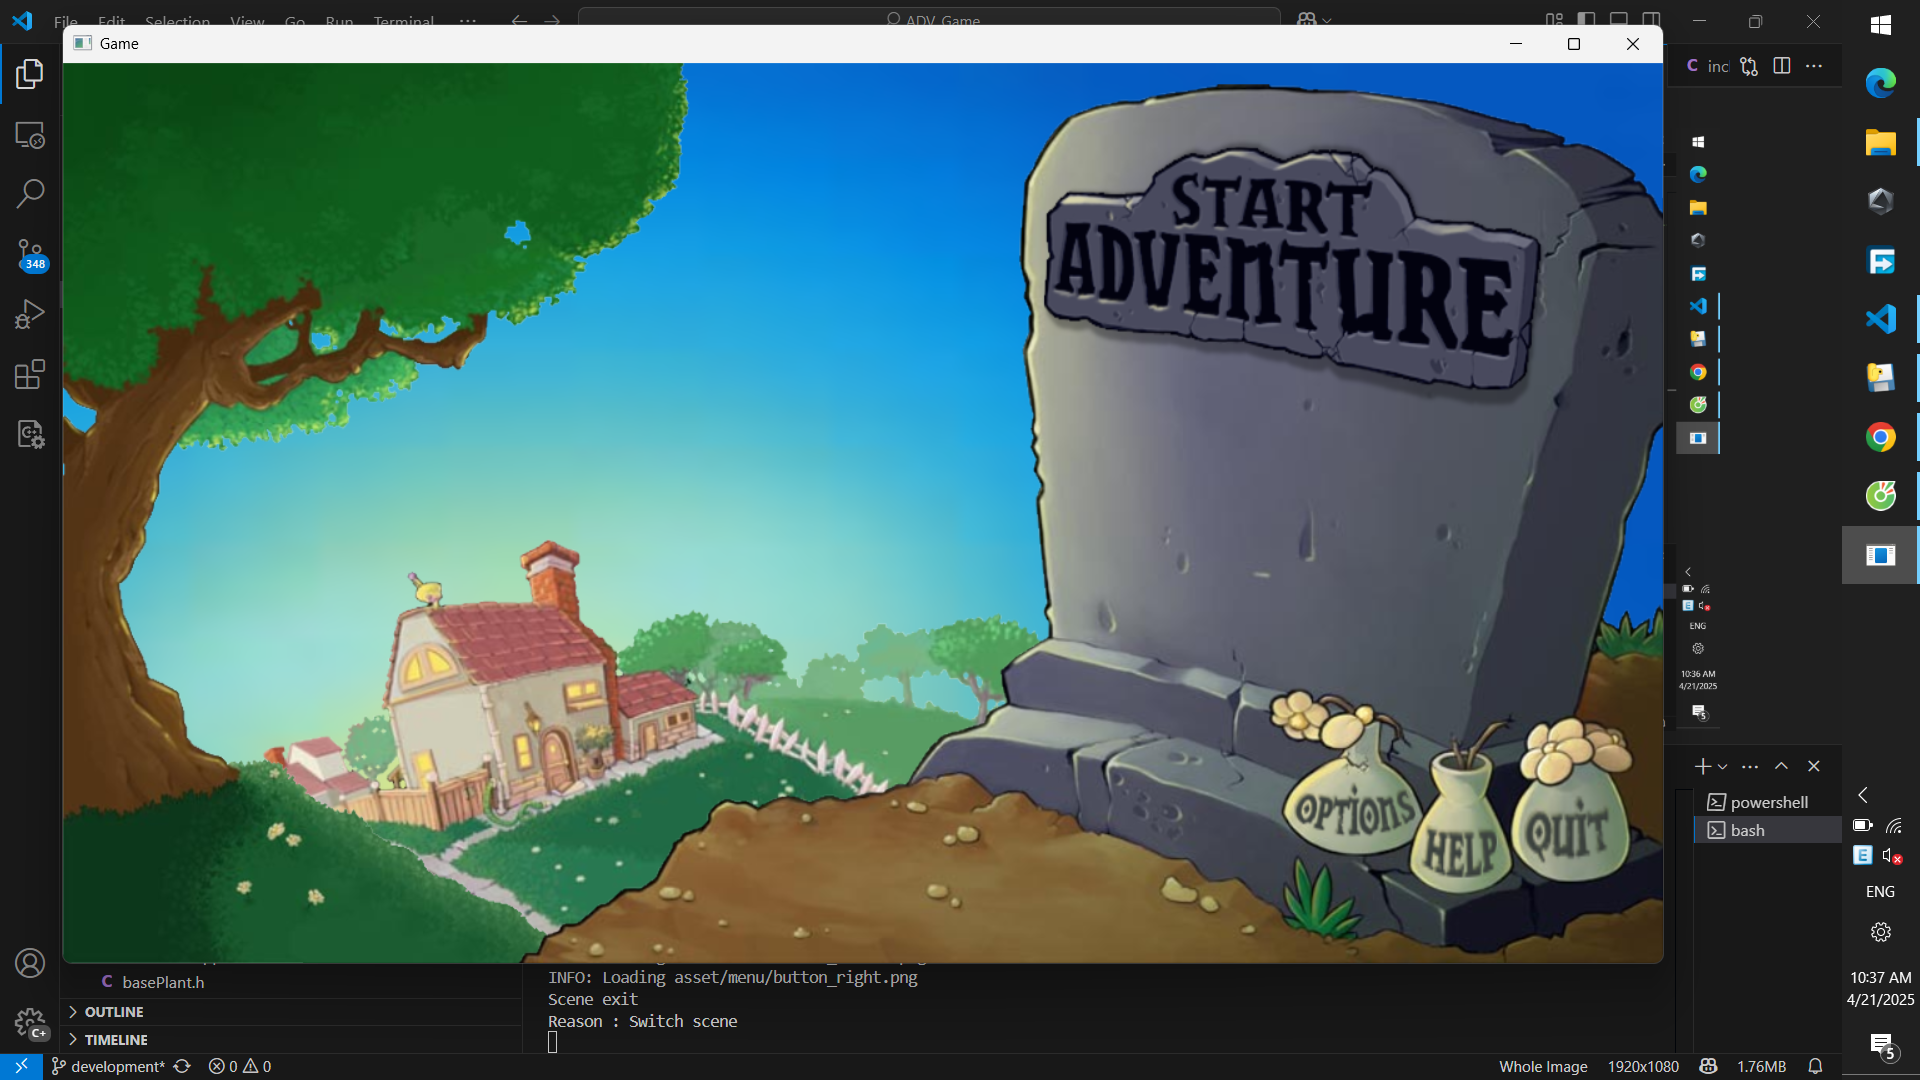 File Edit Selection View Go Run Terminal ··· ADV_Game
Game
C inc
START
ADVENTURE
348
OPTIONS
HELP
QUIT
ENG
10:36 AM
4/21/2025
5
powershell
bash
ENG
10:37 AM
4/21/2025
5
C basePlant.h
OUTLINE
TIMELINE
C+
INFO: Loading asset/menu/button_right.png
Scene exit
Reason : Switch scene
development* 0 0 Whole Image 1920x1080 1.76MB